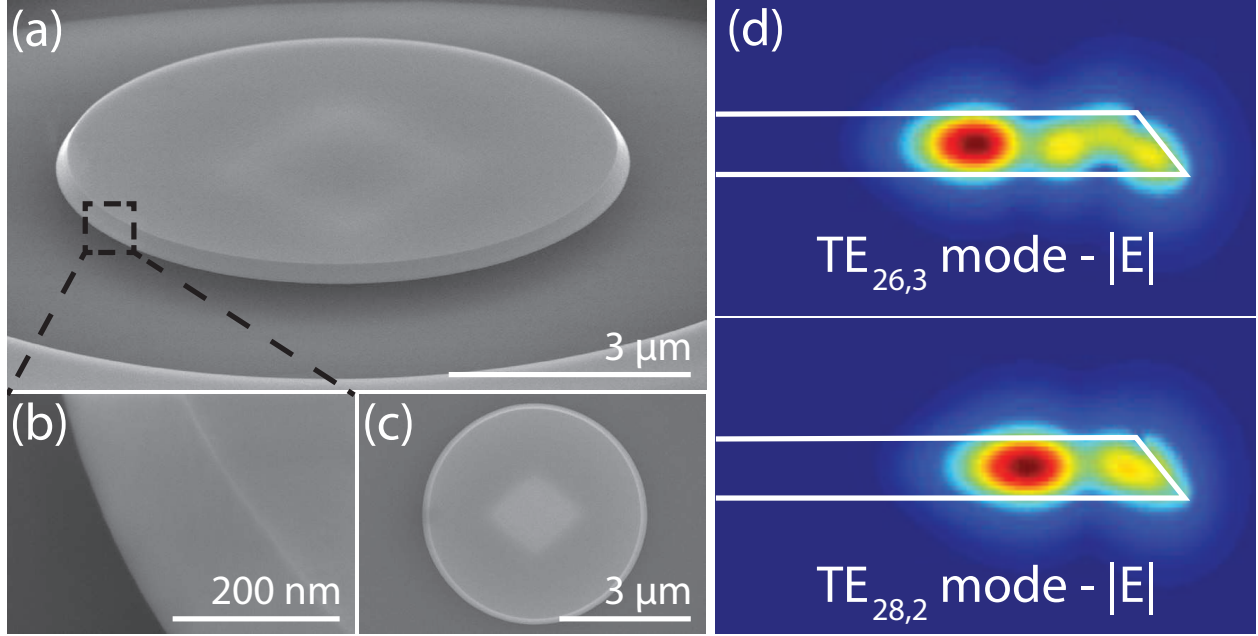 (a)
3 μm
(b)
200 nm
(c)
3 μm
(d)
TE26,3 mode - |E|
TE28,2 mode - |E|